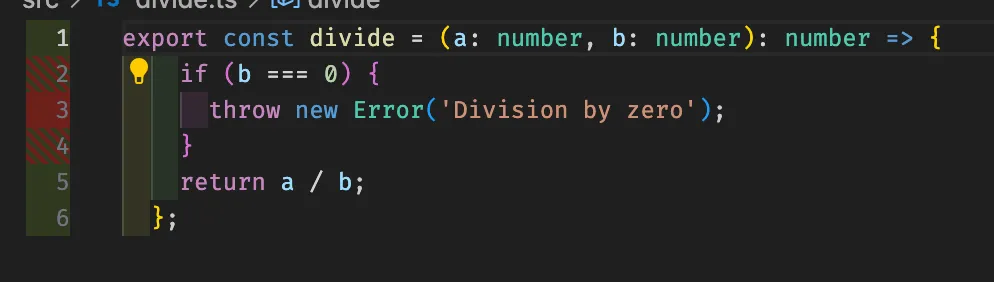 src > TS divide.ts > divide
1 export const divide = (a: number, b: number): number => {
2 if (b === 0) {
3 throw new Error('Division by zero');
4 }
5 return a / b;
6 };